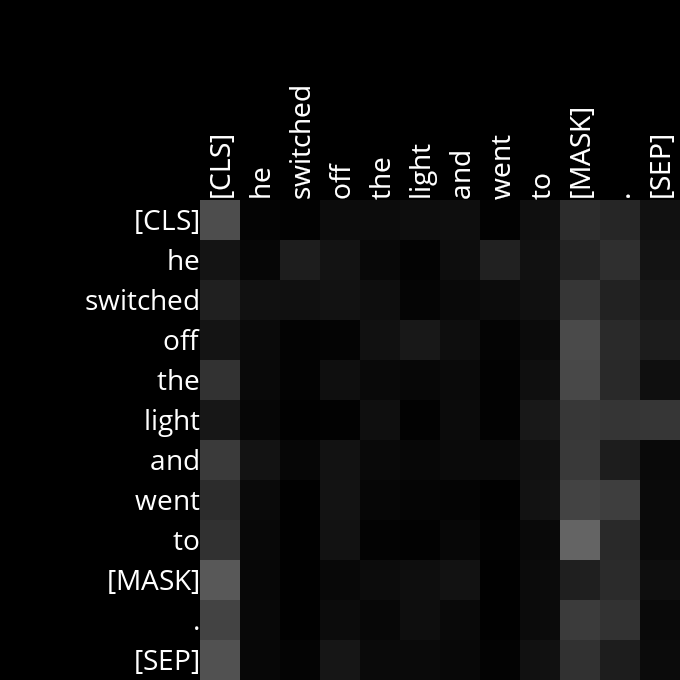 [CLS] he switched off the light and went to [MASK] . [SEP]
[CLS]
he
switched
off
the
light
and
went
to
[MASK]
.
[SEP]